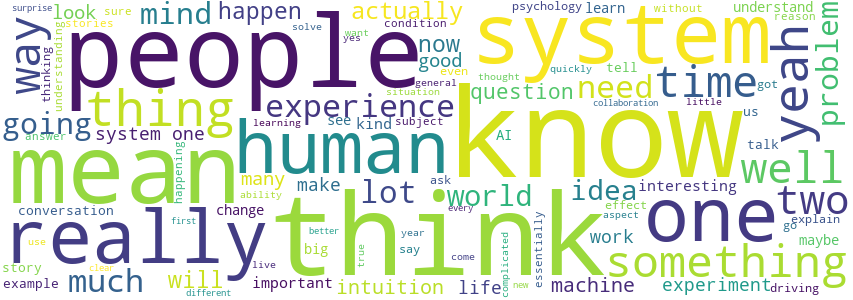 surprise
look
stories
sure
way
mind
happen
actually
condition
solve
yes
want
now
good
even
people
thinking
understanding
thing
going
answer
system one
experience
learning
see
kind
subject
general
situation
human
mean
happening
many
ability
make
lot
ask
conversation
change
first
really
use
much
story
example
clear
different
will
live
important
big
better
true
year
say
every
come
intuition
life
think
psychology
learn
without
understand
reason
system
thought
quickly
tell
question
need
time
got
yeah
problem
collaboration
little
us
AI
know
talk
well
world
idea
interesting
two
one
effect
aspect
go
explain
work
maybe
essentially
complicated
new
something
machine
experiment
driving